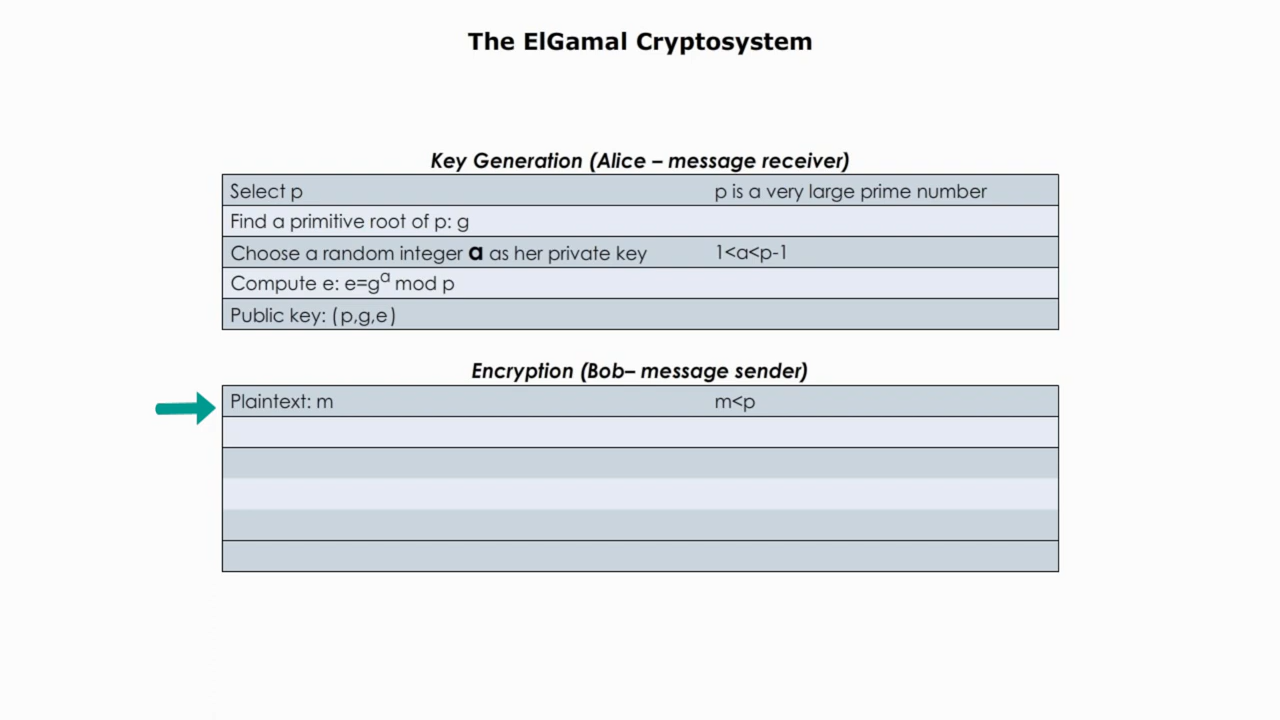 The ElGamal Cryptosystem
Key Generation (Alice – message receiver)
Select p p is a very large prime number
Find a primitive root of p: g
Choose a random integer a as her private key 1<a<p-1
Compute e: e=g^a mod p
Public key: (p,g,e)
Encryption (Bob– message sender)
Plaintext: m m<p